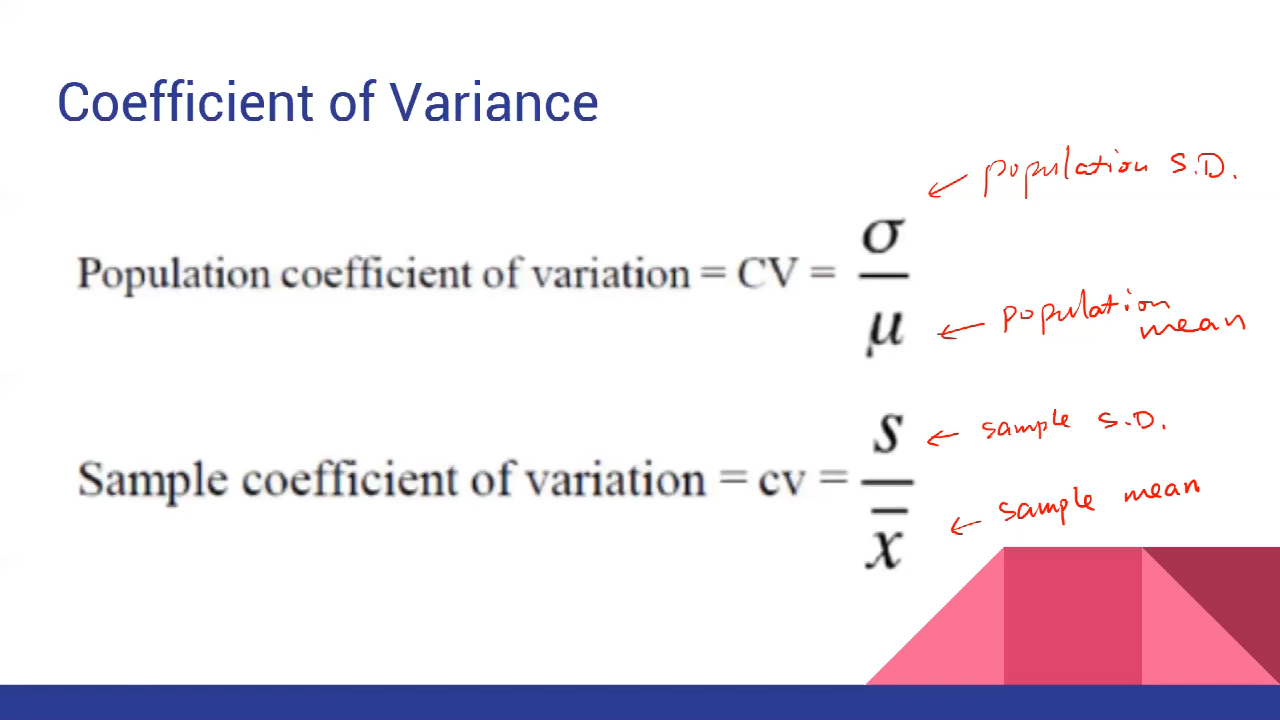 Coefficient of Variance
← population S.D.
Population coefficient of variation = CV = σ / μ
← population
mean
← sample S.D.
Sample coefficient of variation = cv = s / x̄
← sample mean